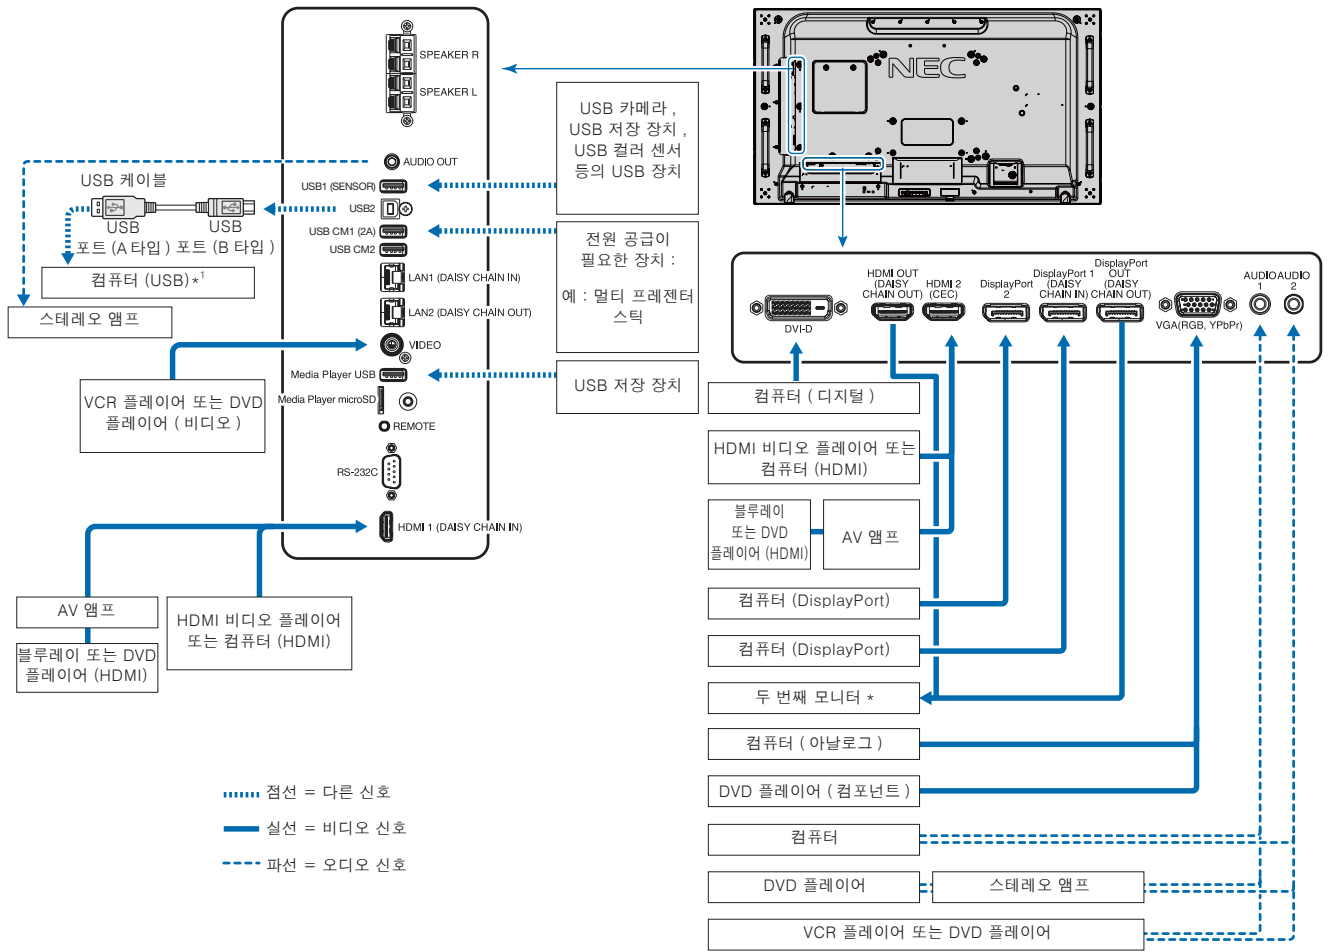 SPEAKER R
SPEAKER L
AUDIO OUT
USB1 (SENSOR)
USB2
USB CM1 (2A)
USB CM2
LAN1 (DAISY CHAIN IN)
LAN2 (DAISY CHAIN OUT)
VIDEO
Media Player USB
Media Player microSD
REMOTE
RS-232C
HDMI 1 (DAISY CHAIN IN)
USB 케이블
USB
포트 (A 타입)
USB
포트 (B 타입)
컴퓨터 (USB)*1
스테레오 앰프
VCR 플레이어 또는 DVD
플레이어 (비디오)
AV 앰프
블루레이 또는 DVD
플레이어 (HDMI)
HDMI 비디오 플레이어
또는 컴퓨터 (HDMI)
USB 카메라,
USB 저장 장치,
USB 컬러 센서
등의 USB 장치
전원 공급이
필요한 장치 :
예 : 멀티 프레젠터
스틱
USB 저장 장치
NEC
DVI-D
HDMI OUT
(DAISY
CHAIN OUT)
HDMI 2
(CEC)
DisplayPort
2
DisplayPort 1
(DAISY
CHAIN IN)
DisplayPort
OUT
(DAISY
CHAIN OUT)
VGA(RGB, YPbPr)
AUDIO
1
AUDIO
2
컴퓨터 (디지털)
HDMI 비디오 플레이어 또는
컴퓨터 (HDMI)
블루레이
또는 DVD
플레이어 (HDMI)
AV 앰프
컴퓨터 (DisplayPort)
컴퓨터 (DisplayPort)
두 번째 모니터 *
컴퓨터 (아날로그)
DVD 플레이어 (컴포넌트)
컴퓨터
DVD 플레이어
스테레오 앰프
VCR 플레이어 또는 DVD 플레이어
점선 = 다른 신호
실선 = 비디오 신호
파선 = 오디오 신호